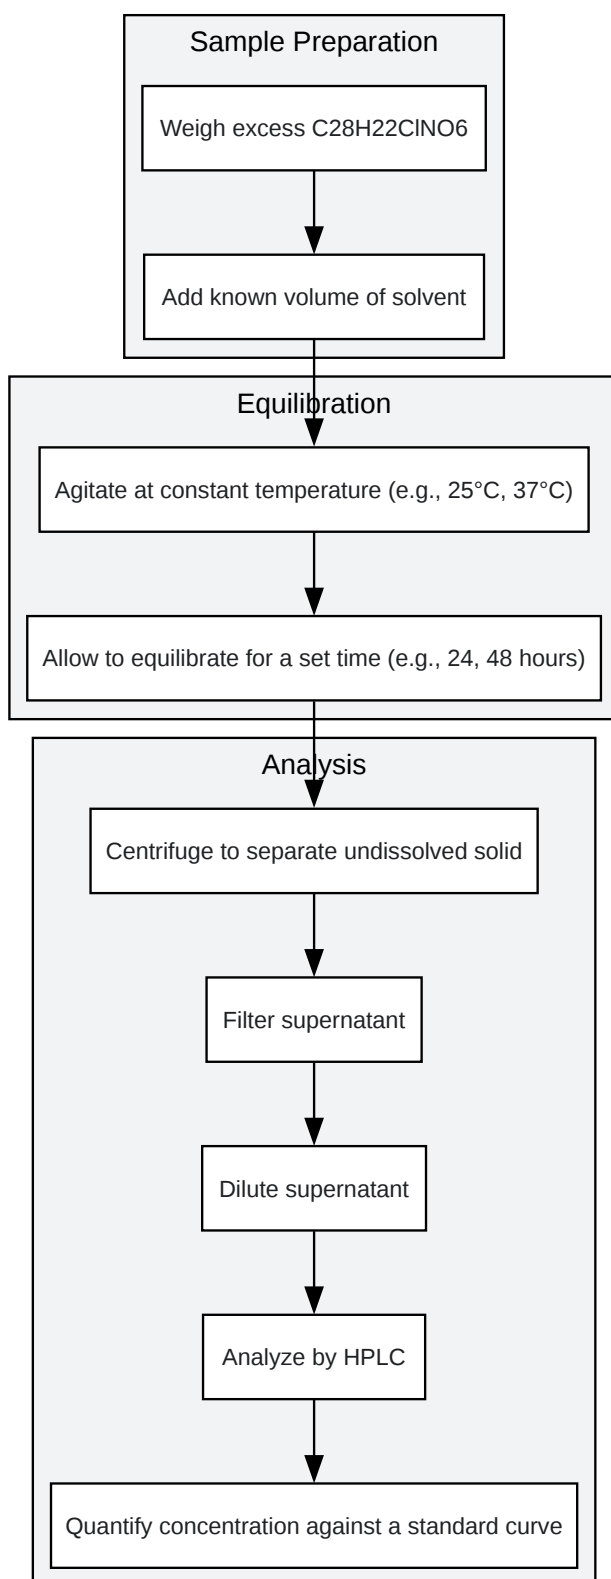 Sample Preparation
Weigh excess C28H22ClNO6
Add known volume of solvent
Equilibration
Agitate at constant temperature (e.g., 25°C, 37°C)
Allow to equilibrate for a set time (e.g., 24, 48 hours)
Analysis
Centrifuge to separate undissolved solid
Filter supernatant
Dilute supernatant
Analyze by HPLC
Quantify concentration against a standard curve